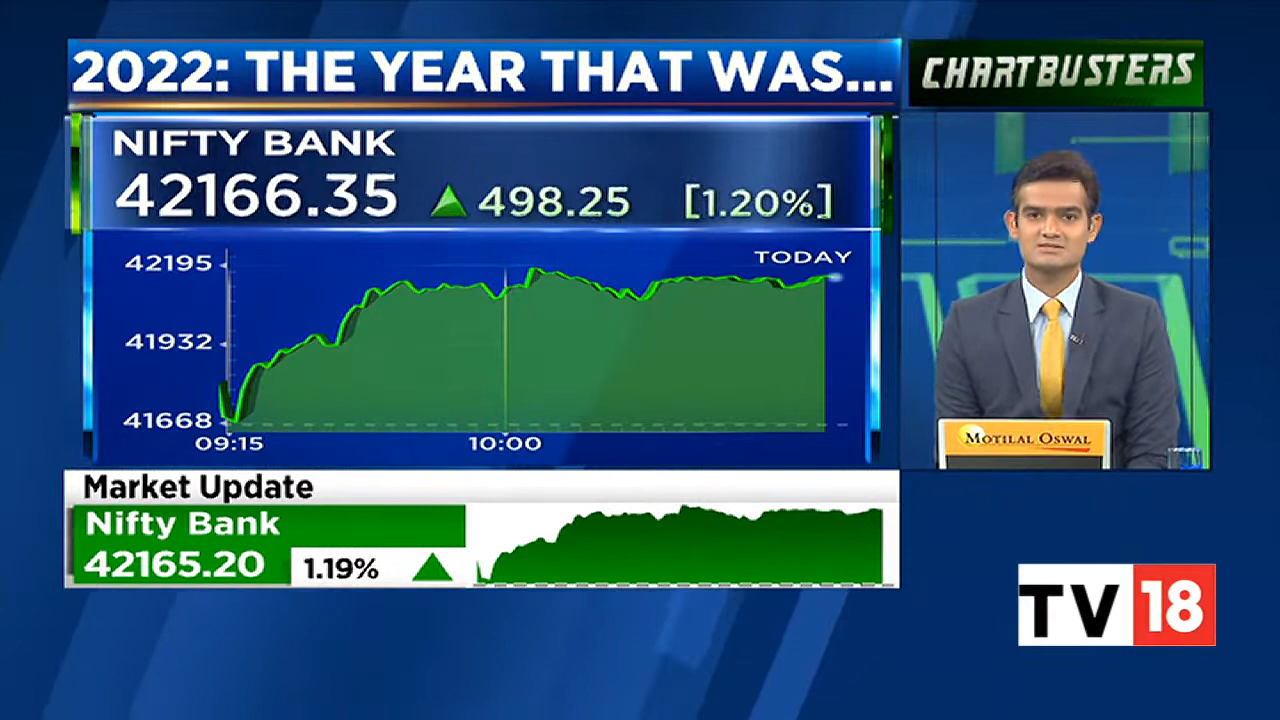 2022: THE YEAR THAT WAS...
CHARTBUSTERS
NIFTY BANK
42166.35 ▲ 498.25 [1.20%]
TODAY
42195
41932
41668
09:15 10:00
MOTILAL OSWAL
Market Update
Nifty Bank
42165.20 1.19% ▲
TV18